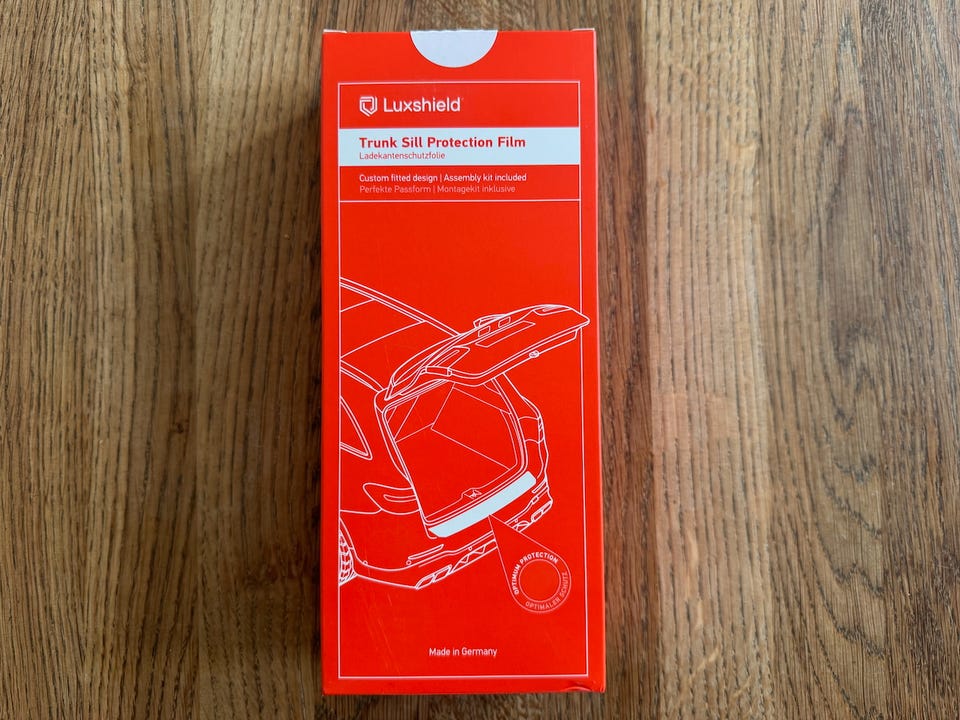 Luxshield
Trunk Sill Protection Film
Ladekantenschutzfolie
Custom fitted design | Assembly kit included
Perfekte Passform | Montagekit inklusive
OPTIMUM PROTECTION
OPTIMALER SCHUTZ
Made in Germany